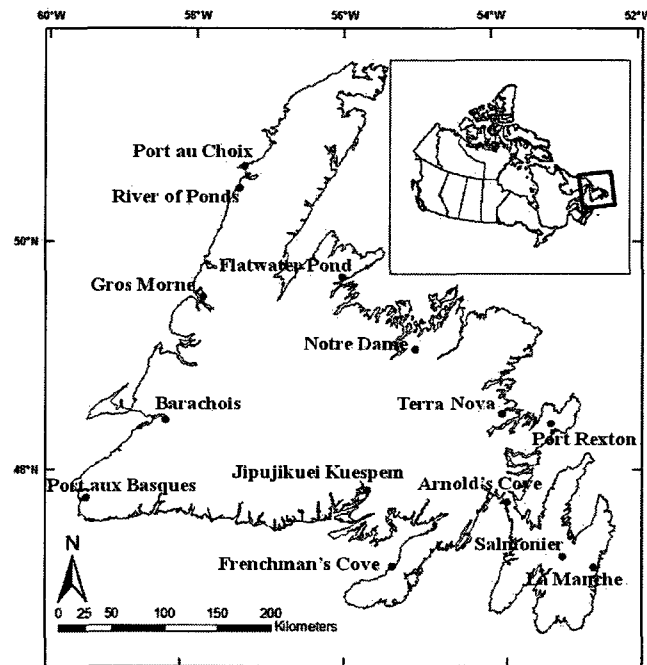 60°W 58°W 56°W 54°W 52°W
Port au Choix
River of Ponds
50°N
Flatwater Pond
Gros Morne
Notre Dame
Barachois
Terra Nova
Port Rexton
48°N
Port aux Basques
Jipujikuei Kuespem
Arnold's Cove
N
Salmonier
Frenchman's Cove
La Manche
0 25 50 100 150 200
Kilometers